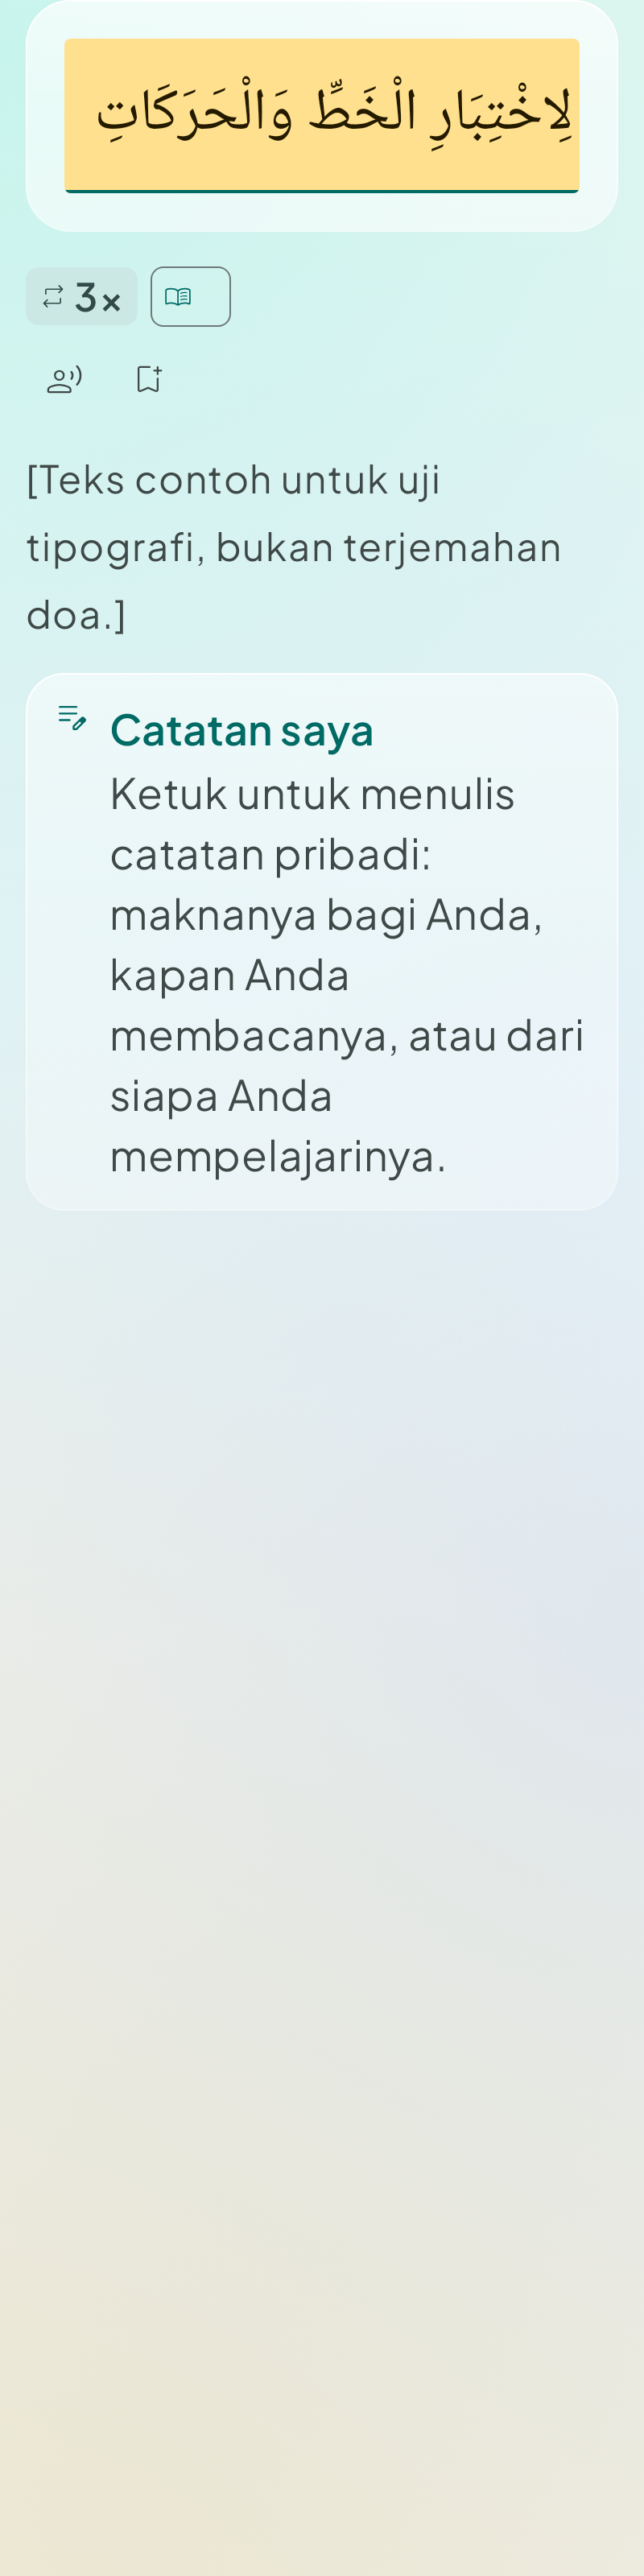 لِاخْتِبَارِ الْخَطِّ وَالْحَرَكَاتِ
3×
[Teks contoh untuk uji
tipografi, bukan terjemahan
doa.]
Catatan saya
Ketuk untuk menulis
catatan pribadi:
maknanya bagi Anda,
kapan Anda
membacanya, atau dari
siapa Anda
mempelajarinya.